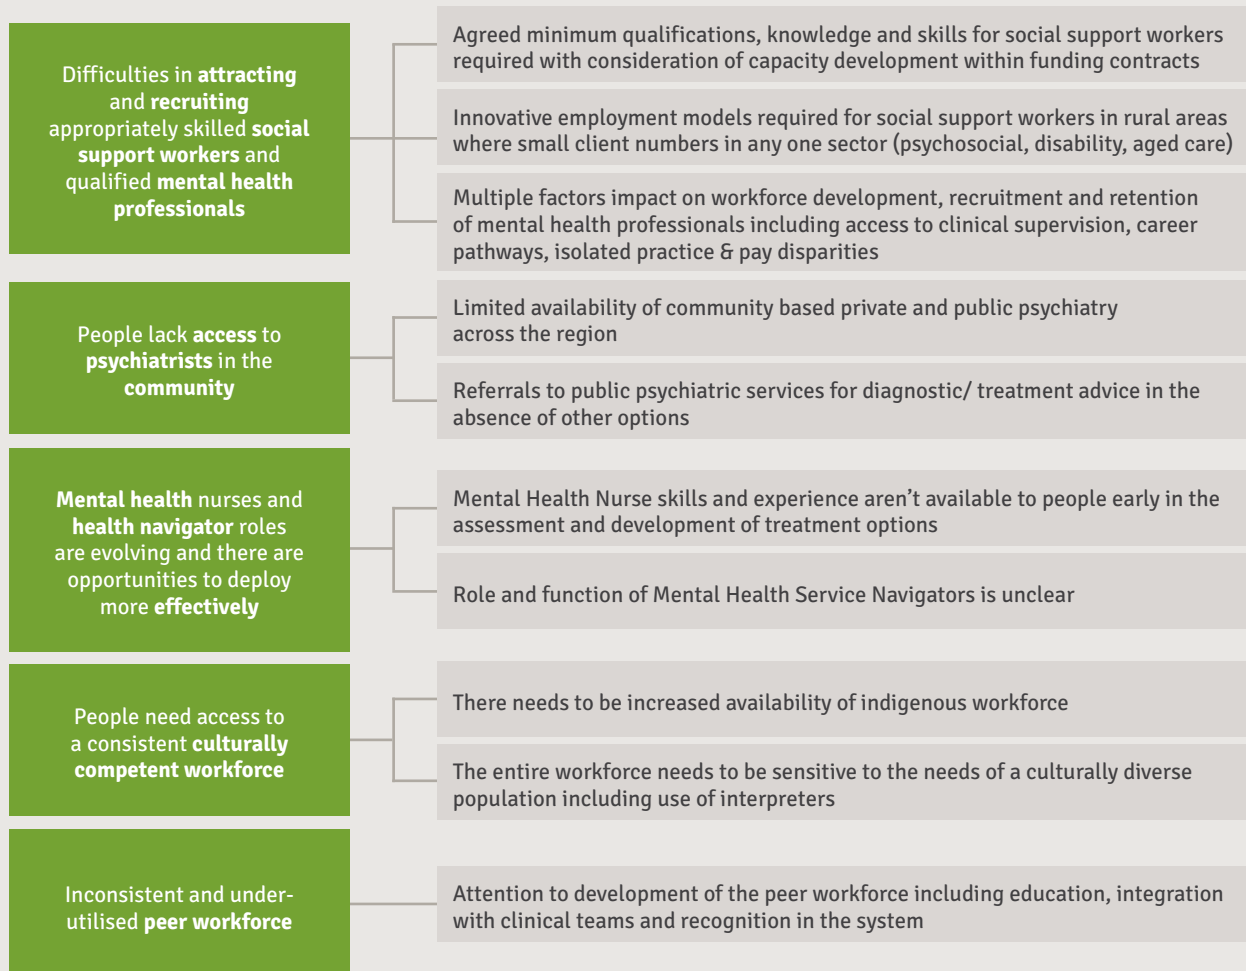 Difficulties in attracting
and recruiting
appropriately skilled social
support workers and
qualified mental health
professionals
Agreed minimum qualifications, knowledge and skills for social support workers
required with consideration of capacity development within funding contracts
Innovative employment models required for social support workers in rural areas
where small client numbers in any one sector (psychosocial, disability, aged care)
Multiple factors impact on workforce development, recruitment and retention
of mental health professionals including access to clinical supervision, career
pathways, isolated practice & pay disparities
People lack access to
psychiatrists in the
community
Limited availability of community based private and public psychiatry
across the region
Referrals to public psychiatric services for diagnostic/ treatment advice in the
absence of other options
Mental health nurses and
health navigator roles
are evolving and there are
opportunities to deploy
more effectively
Mental Health Nurse skills and experience aren't available to people early in the
assessment and development of treatment options
Role and function of Mental Health Service Navigators is unclear
People need access to
a consistent culturally
competent workforce
There needs to be increased availability of indigenous workforce
The entire workforce needs to be sensitive to the needs of a culturally diverse
population including use of interpreters
Inconsistent and under-
utilised peer workforce
Attention to development of the peer workforce including education, integration
with clinical teams and recognition in the system